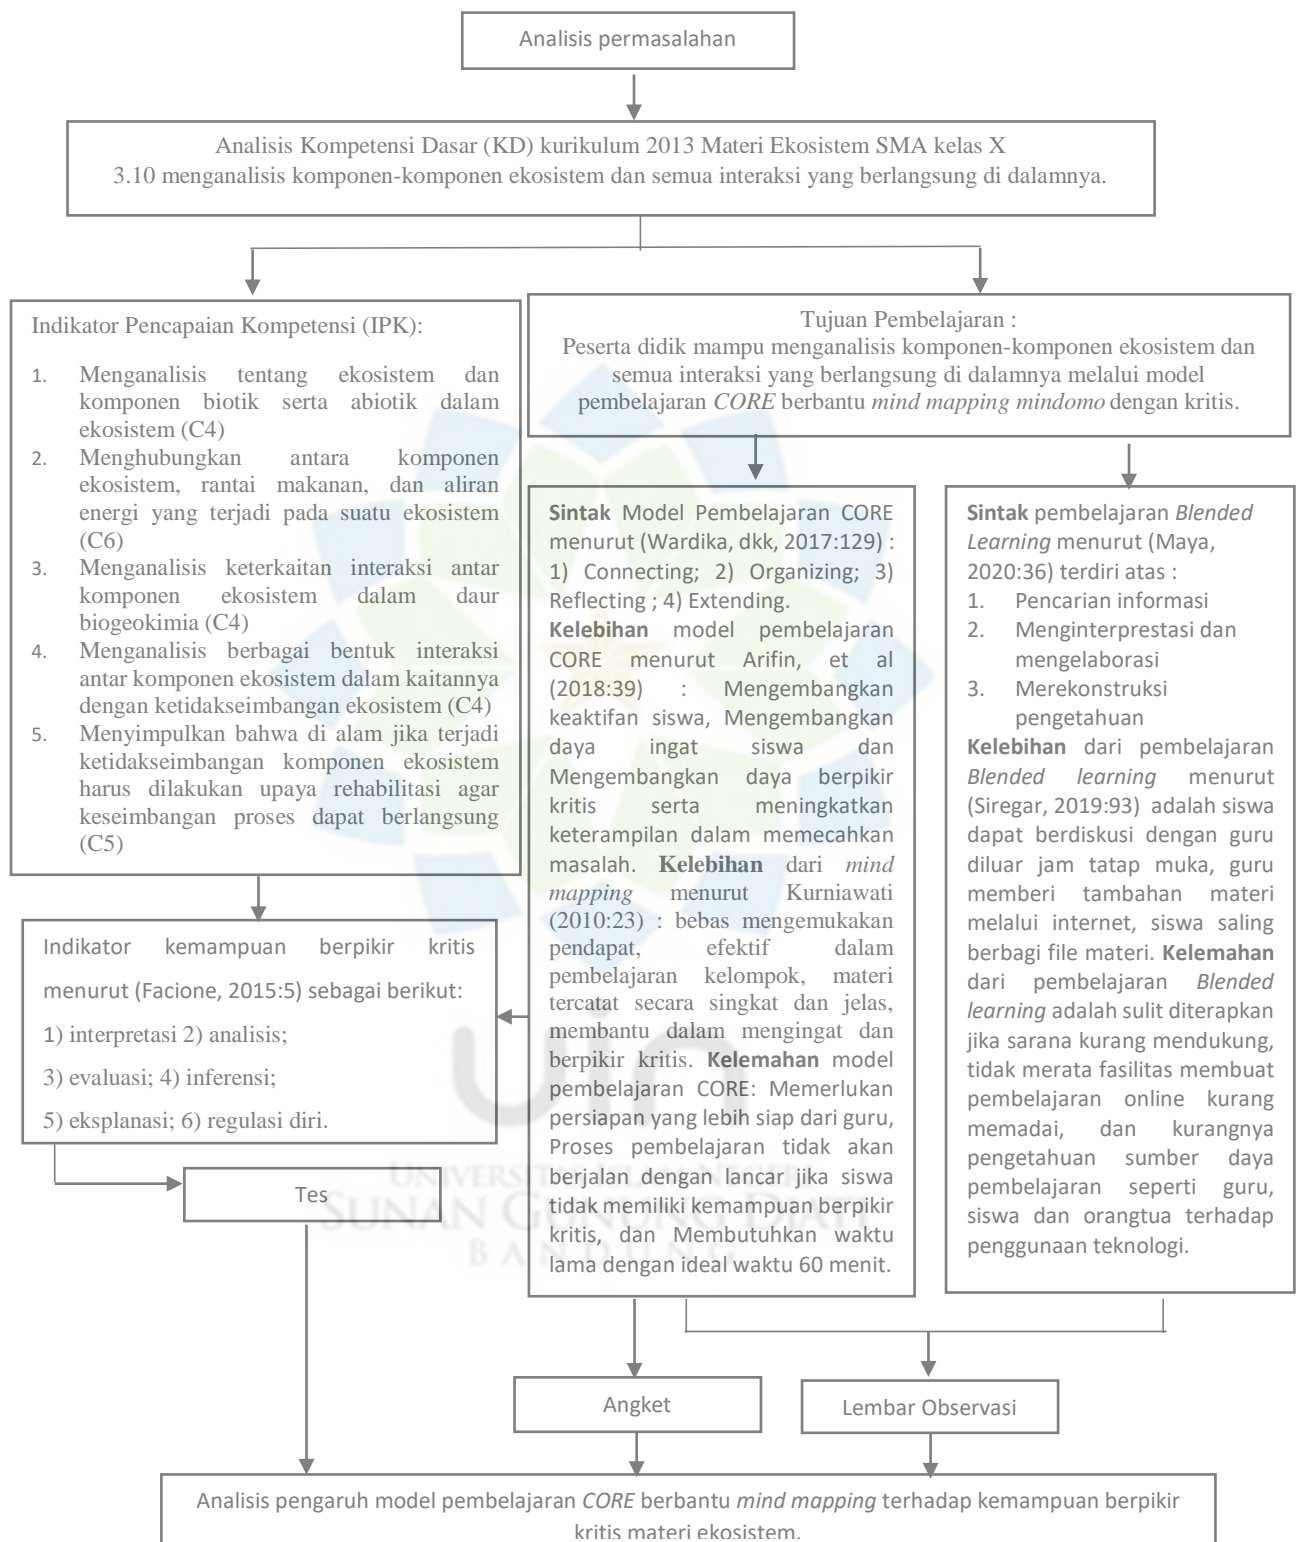 Analisis permasalahan
Analisis Kompetensi Dasar (KD) kurikulum 2013 Materi Ekosistem SMA kelas X
3.10 menganalisis komponen-komponen ekosistem dan semua interaksi yang berlangsung di dalamnya.
Indikator Pencapaian Kompetensi (IPK):
1. Menganalisis tentang ekosistem dan
komponen biotik serta abiotik dalam
ekosistem (C4)
2. Menghubungkan antara komponen
ekosistem, rantai makanan, dan aliran
energi yang terjadi pada suatu ekosistem
(C6)
3. Menganalisis keterkaitan interaksi antar
komponen ekosistem dalam daur
biogeokimia (C4)
4. Menganalisis berbagai bentuk interaksi
antar komponen ekosistem dalam kaitannya
dengan ketidakseimbangan ekosistem (C4)
5. Menyimpulkan bahwa di alam jika terjadi
ketidakseimbangan komponen ekosistem
harus dilakukan upaya rehabilitasi agar
keseimbangan proses dapat berlangsung
(C5)
Tujuan Pembelajaran :
Peserta didik mampu menganalisis komponen-komponen ekosistem dan
semua interaksi yang berlangsung di dalamnya melalui model
pembelajaran CORE berbantu mind mapping mindomo dengan kritis.
Sintak Model Pembelajaran CORE
menurut (Wardika, dkk, 2017:129) :
1) Connecting; 2) Organizing; 3)
Reflecting ; 4) Extending.
Kelebihan model pembelajaran
CORE menurut Arifin, et al
(2018:39) : Mengembangkan
keaktifan siswa, Mengembangkan
daya ingat siswa dan
Mengembangkan daya berpikir
kritis serta meningkatkan
keterampilan dalam memecahkan
masalah. Kelebihan dari mind
mapping menurut Kurniawati
(2010:23) : bebas mengemukakan
pendapat, efektif dalam
pembelajaran kelompok, materi
tercatat secara singkat dan jelas,
membantu dalam mengingat dan
berpikir kritis. Kelemahan model
pembelajaran CORE: Memerlukan
persiapan yang lebih siap dari guru,
Proses pembelajaran tidak akan
berjalan dengan lancar jika siswa
tidak memiliki kemampuan berpikir
kritis, dan Membutuhkan waktu
lama dengan ideal waktu 60 menit.
Sintak pembelajaran Blended
Learning menurut (Maya,
2020:36) terdiri atas :
1. Pencarian informasi
2. Menginterprestasi dan
mengelaborasi
3. Merekonstruksi
pengetahuan
Kelebihan dari pembelajaran
Blended learning menurut
(Siregar, 2019:93) adalah siswa
dapat berdiskusi dengan guru
diluar jam tatap muka, guru
memberi tambahan materi
melalui internet, siswa saling
berbagi file materi. Kelemahan
dari pembelajaran Blended
learning adalah sulit diterapkan
jika sarana kurang mendukung,
tidak merata fasilitas membuat
pembelajaran online kurang
memadai, dan kurangnya
pengetahuan sumber daya
pembelajaran seperti guru,
siswa dan orangtua terhadap
penggunaan teknologi.
Indikator kemampuan berpikir kritis
menurut (Facione, 2015:5) sebagai berikut:
1) interpretasi 2) analisis;
3) evaluasi; 4) inferensi;
5) eksplanasi; 6) regulasi diri.
uin
UNIVERSITAS ISLAM NEGERI
SUNAN GUNUNG DJATI
BANDUNG
Tes
Angket
Lembar Observasi
Analisis pengaruh model pembelajaran CORE berbantu mind mapping terhadap kemampuan berpikir
kritis materi ekosistem.